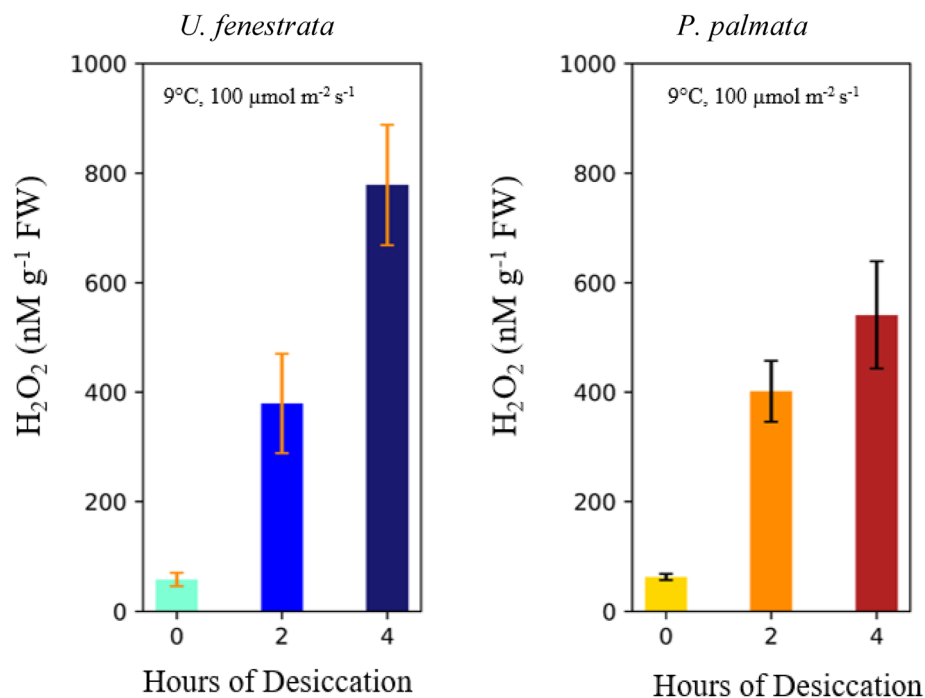 U. fenestrata
1000
800
600
400
200
0
H₂O₂ (nM g⁻¹ FW)
9°C, 100 µmol m⁻² s⁻¹
0 2 4
Hours of Desiccation
P. palmata
1000
800
600
400
200
0
H₂O₂ (nM g⁻¹ FW)
9°C, 100 µmol m⁻² s⁻¹
0 2 4
Hours of Desiccation